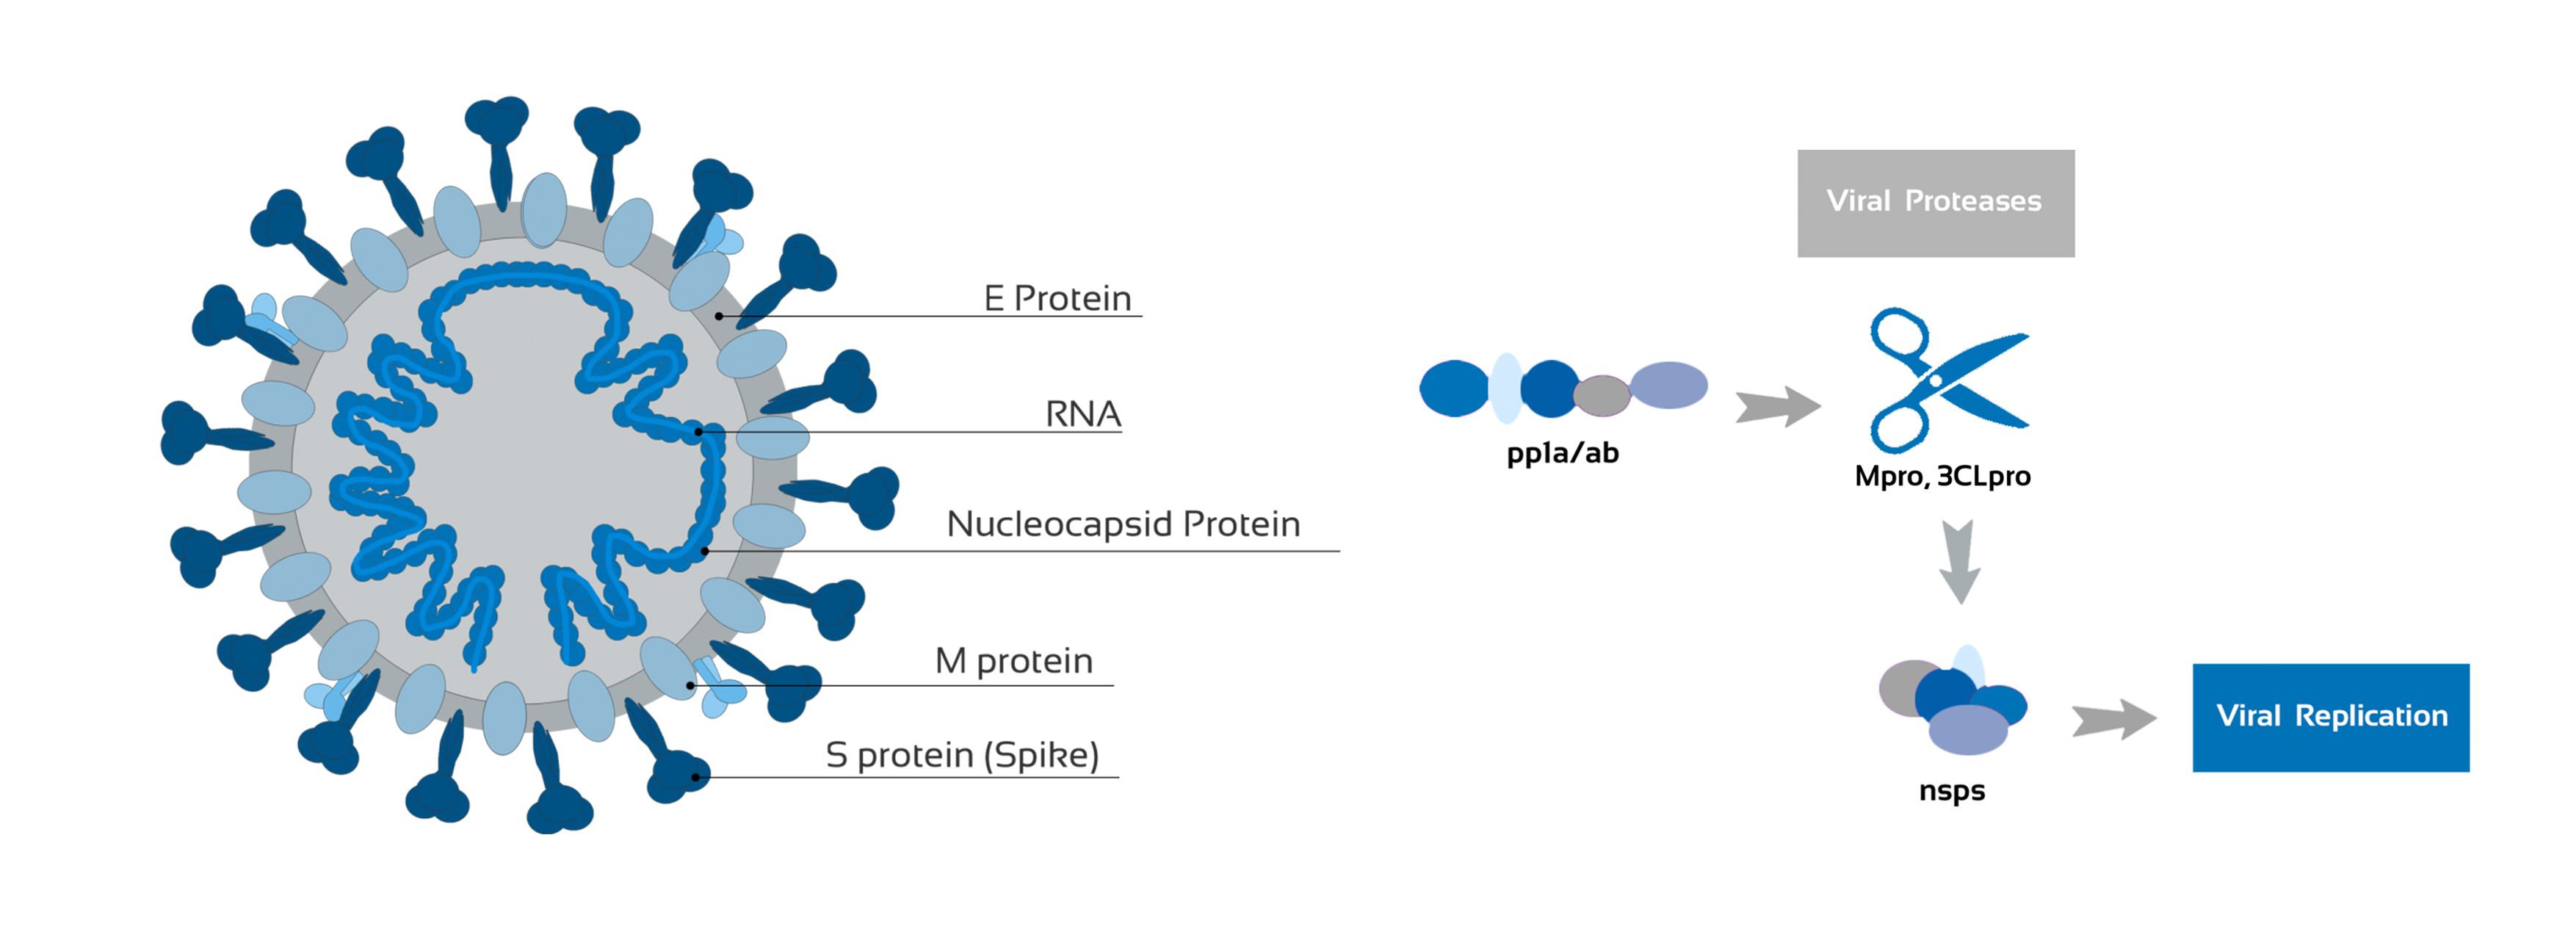 E Protein
RNA
Nucleocapsid Protein
M protein
S protein (Spike)
Viral Proteases
pp1a/ab
Mpro, 3CLpro
nsps
Viral Replication